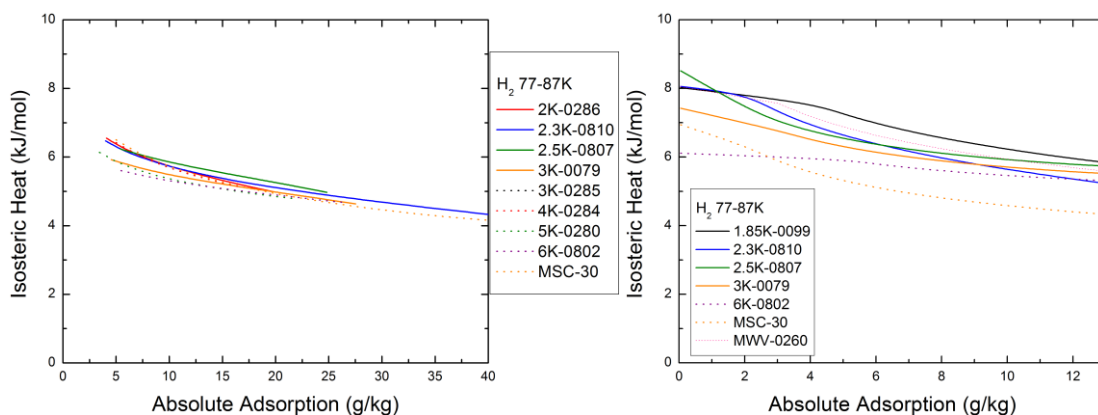 10
8
6
4
2
0
Isosteric Heat (kJ/mol)
0 5 10 15 20 25 30 35 40
Absolute Adsorption (g/kg)
H2 77-87K
2K-0286
2.3K-0810
2.5K-0807
3K-0079
3K-0285
4K-0284
5K-0280
6K-0802
MSC-30
10
8
6
4
2
0
Isosteric Heat (kJ/mol)
H2 77-87K
1.85K-0099
2.3K-0810
2.5K-0807
3K-0079
6K-0802
MSC-30
MWV-0260
0 2 4 6 8 10 12
Absolute Adsorption (g/kg)